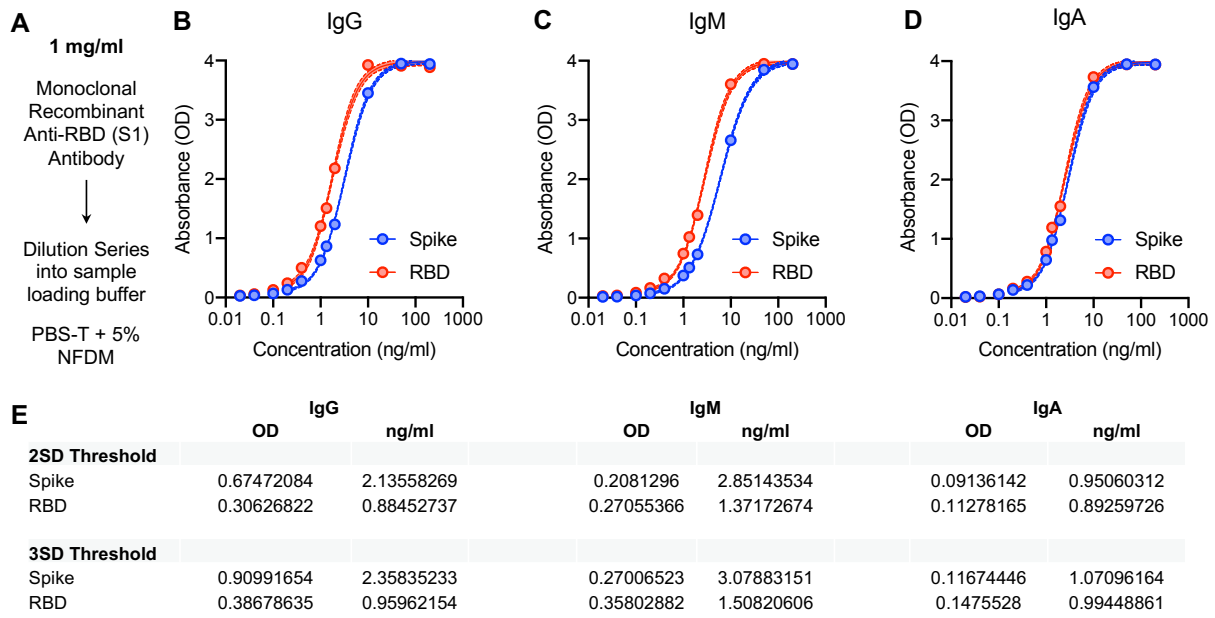 A
1 mg/ml
Monoclonal
Recombinant
Anti-RBD (S1)
Antibody
Dilution Series
into sample
loading buffer
PBS-T + 5%
NFDM
B
IgG
Absorbance (OD)
4
3
2
1
0
Spike
RBD
0.01 0.1 1 10 100 1000
Concentration (ng/ml)
C
IgM
Absorbance (OD)
4
3
2
1
0
Spike
RBD
0.01 0.1 1 10 100 1000
Concentration (ng/ml)
D
IgA
Absorbance (OD)
4
3
2
1
0
Spike
RBD
0.01 0.1 1 10 100 1000
Concentration (ng/ml)
E
IgG IgM IgA
OD ng/ml OD ng/ml OD ng/ml
2SD Threshold
Spike 0.67472084 2.13558269 0.2081296 2.85143534 0.09136142 0.95060312
RBD 0.30626822 0.88452737 0.27055366 1.37172674 0.11278165 0.89259726
3SD Threshold
Spike 0.90991654 2.35835233 0.27006523 3.07883151 0.11674446 1.07096164
RBD 0.38678635 0.95962154 0.35802882 1.50820606 0.1475528 0.99448861